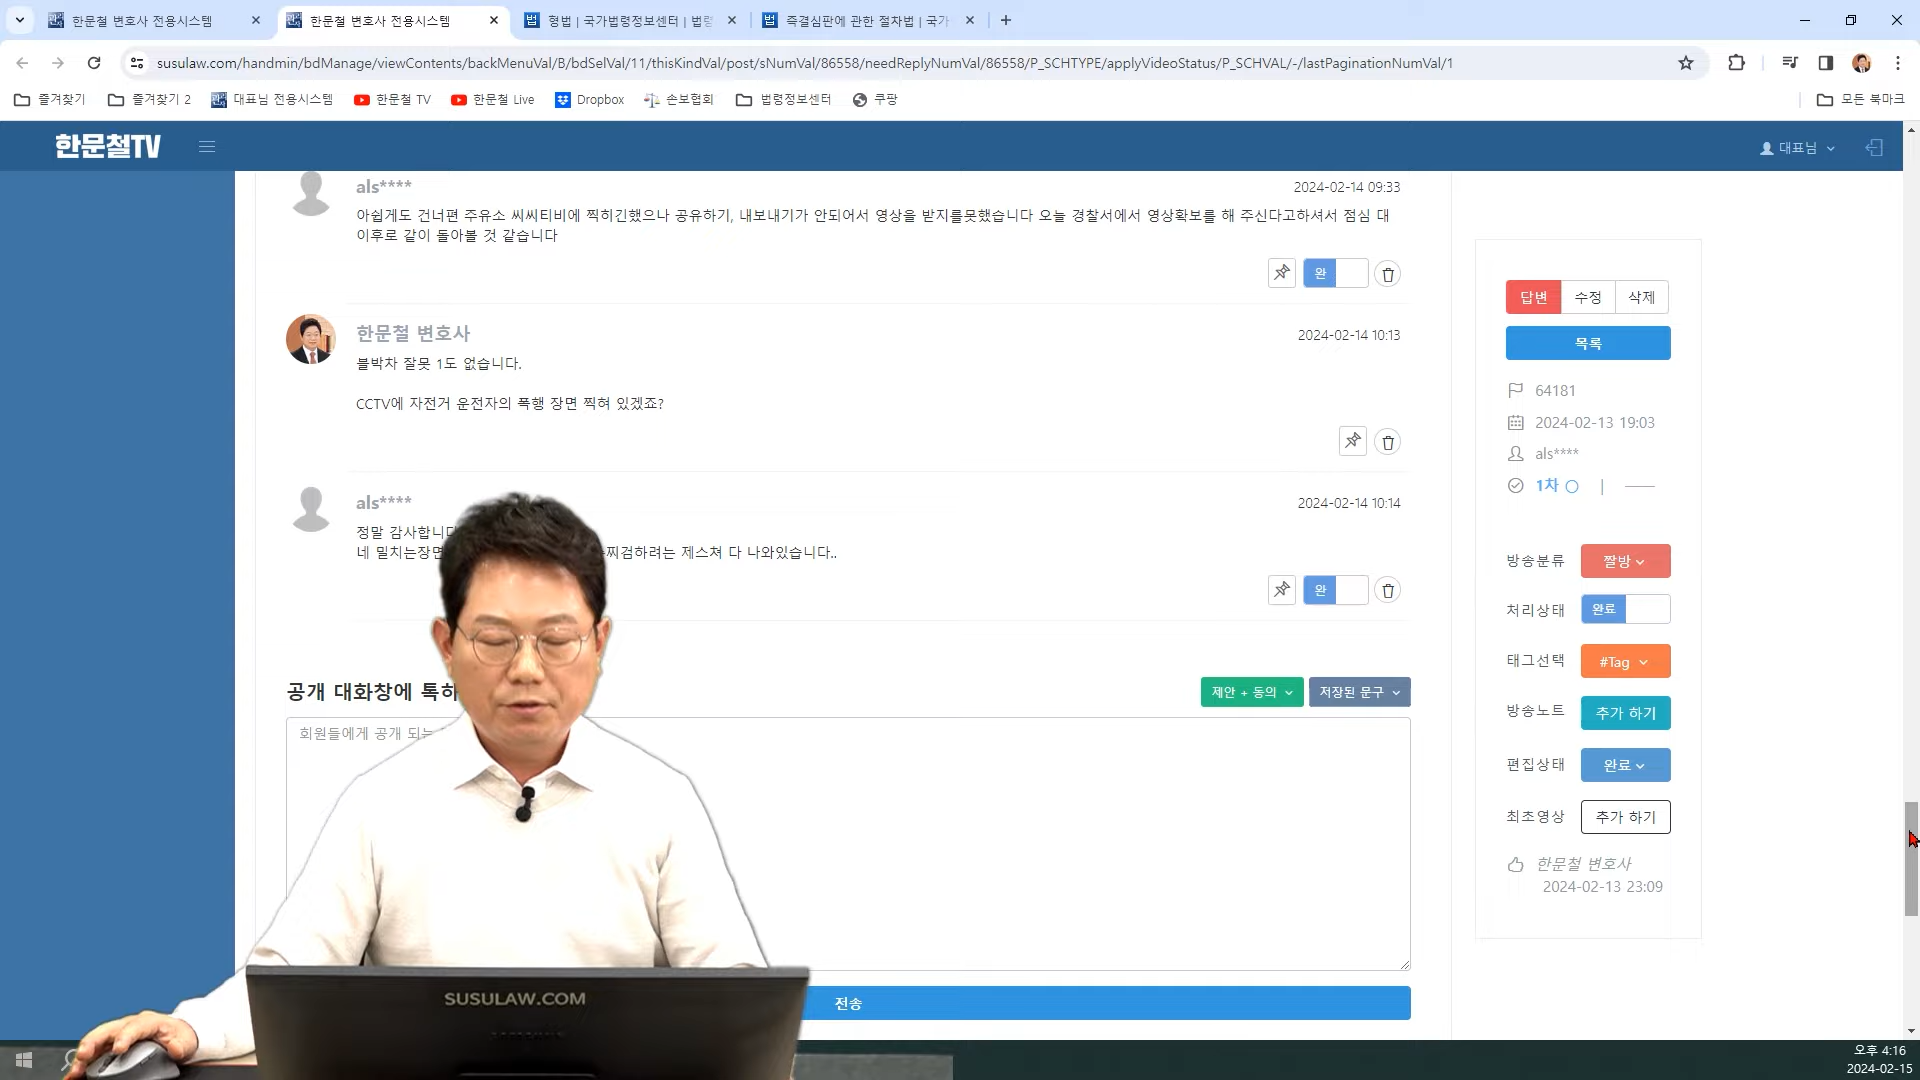 한문철 변호사 전용시스템
한문철 변호사 전용시스템
형법 | 국가법령정보센터 | 법령
즉결심판에 관한 절차법 | 국가
susulaw.com/handmin/bdManage/viewContents/backMenuVal/B/bdSelVal/11/thisKindVal/post/sNumVal/86558/needReplyNumVal/86558/P_SCHTYPE/applyVideoStatus/P_SCHVAL/-/lastPaginationNumVal/1
즐겨찾기
즐겨찾기 2
대표님 전용시스템
한문철 TV
한문철 Live
Dropbox
손보협회
법령정보센터
쿠팡
모든 북마크
한문철TV
대표님
als****
2024-02-14 09:33
아쉽게도 건너편 주유소 씨씨티비에 찍히긴했으나 공유하기, 내보내기가 안되어서 영상을 받지를못했습니다 오늘 경찰서에서 영상확보를 해 주신다고하셔서 점심 대
이후로 같이 돌아볼 것 같습니다
완
한문철 변호사
2024-02-14 10:13
블박차 잘못 1도 없습니다.
CCTV에 자전거 운전자의 폭행 장면 찍혀 있겠죠?
als****
2024-02-14 10:14
정말 감사합니다
네 밀치는장면 찌검하려는 제스쳐 다 나와있습니다..
완
공개 대화창에 톡하
제안 + 동의
저장된 문구
회원들에게 공개 되는
전송
답변
수정
삭제
목록
64181
2024-02-13 19:03
als****
1차
방송분류
짤방
처리상태
완료
태그선택
#Tag
방송노트
추가 하기
편집상태
완료
최초영상
추가 하기
한문철 변호사
2024-02-13 23:09
SUSULAW.COM
오후 4:16
2024-02-15